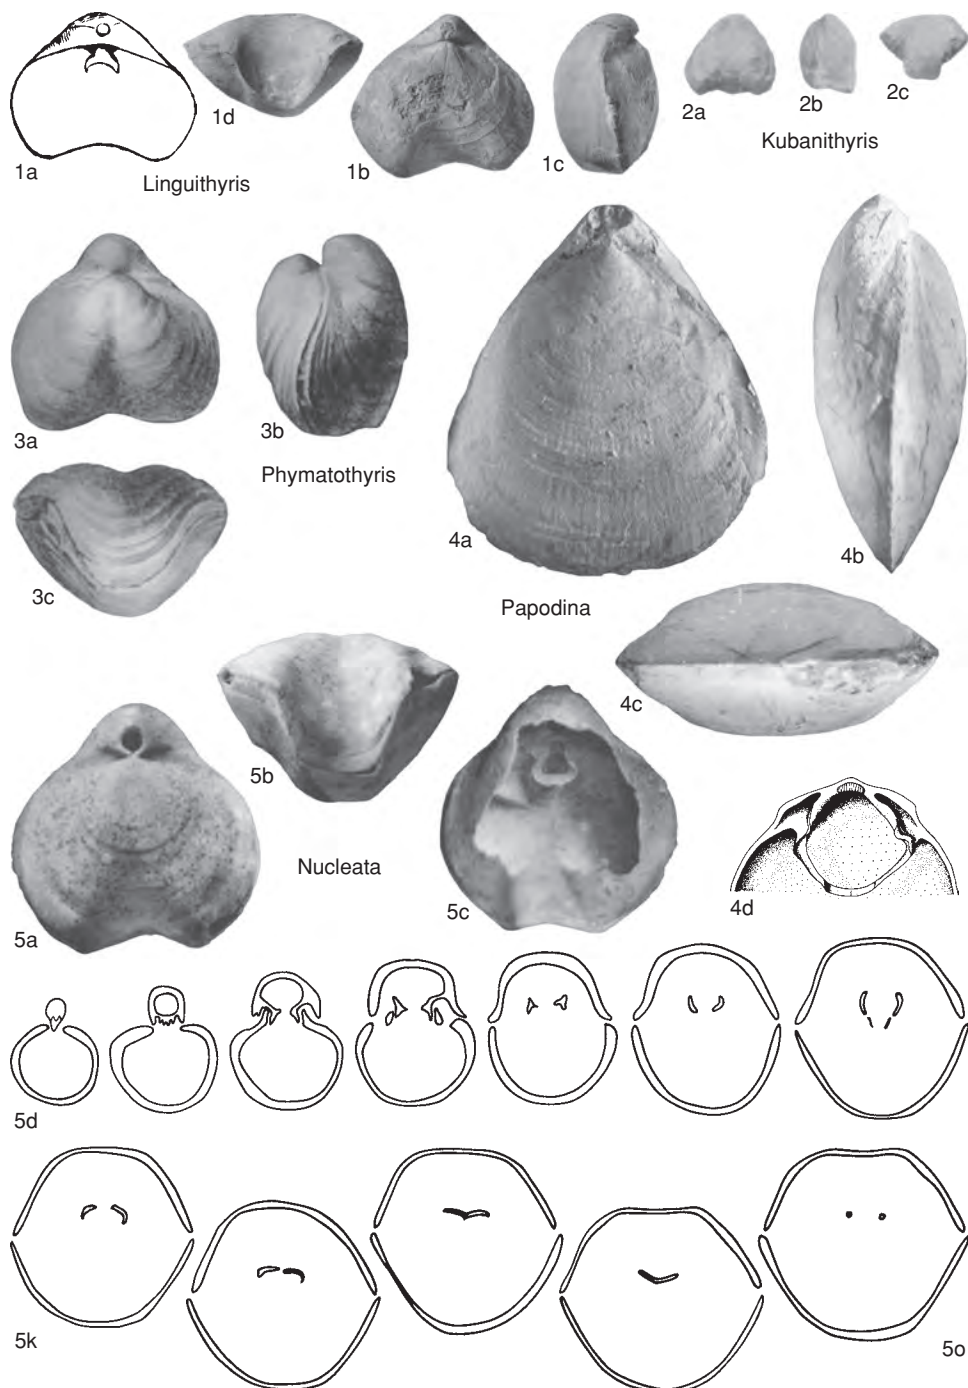 1a
1d
1b
1c
2a
2b
2c
Linguithyris
Kubanithyris
3a
3b
Phymatothyris
3c
4a
4b
Papodina
4c
5a
5b
Nucleata
5c
4d
5d
5k
5o